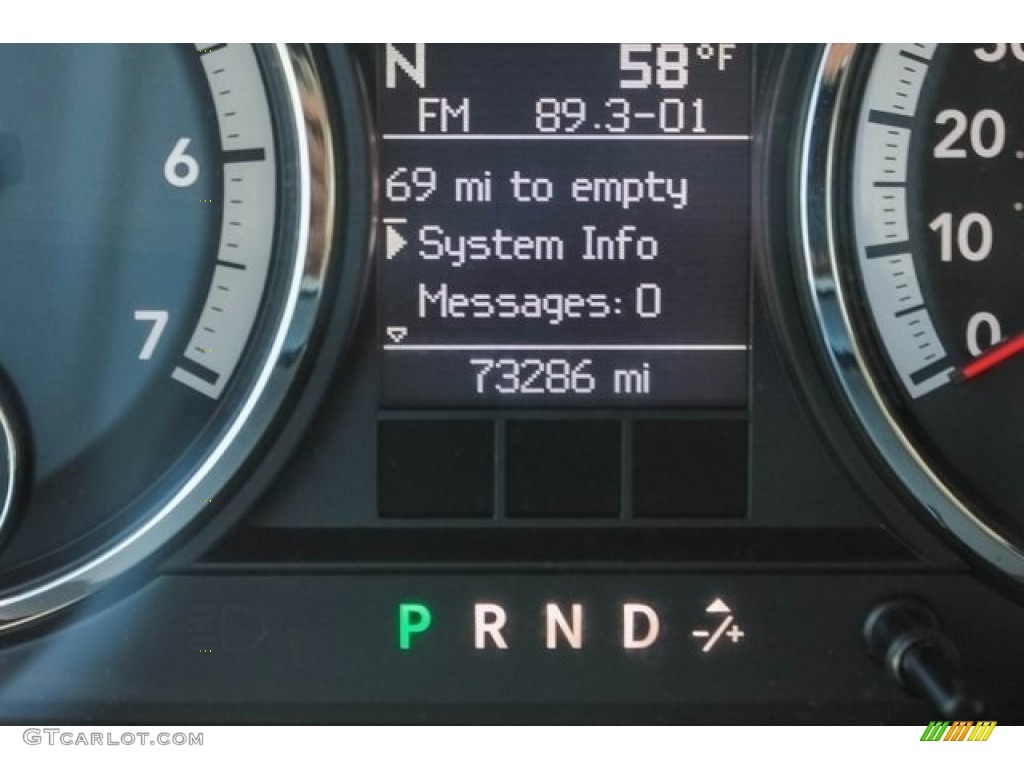 N 58°F
FM 89.3-01
69 mi to empty
System Info
Messages: 0
73286 mi
6
7
20
10
0
P R N D -/+
GTCARLOT.COM